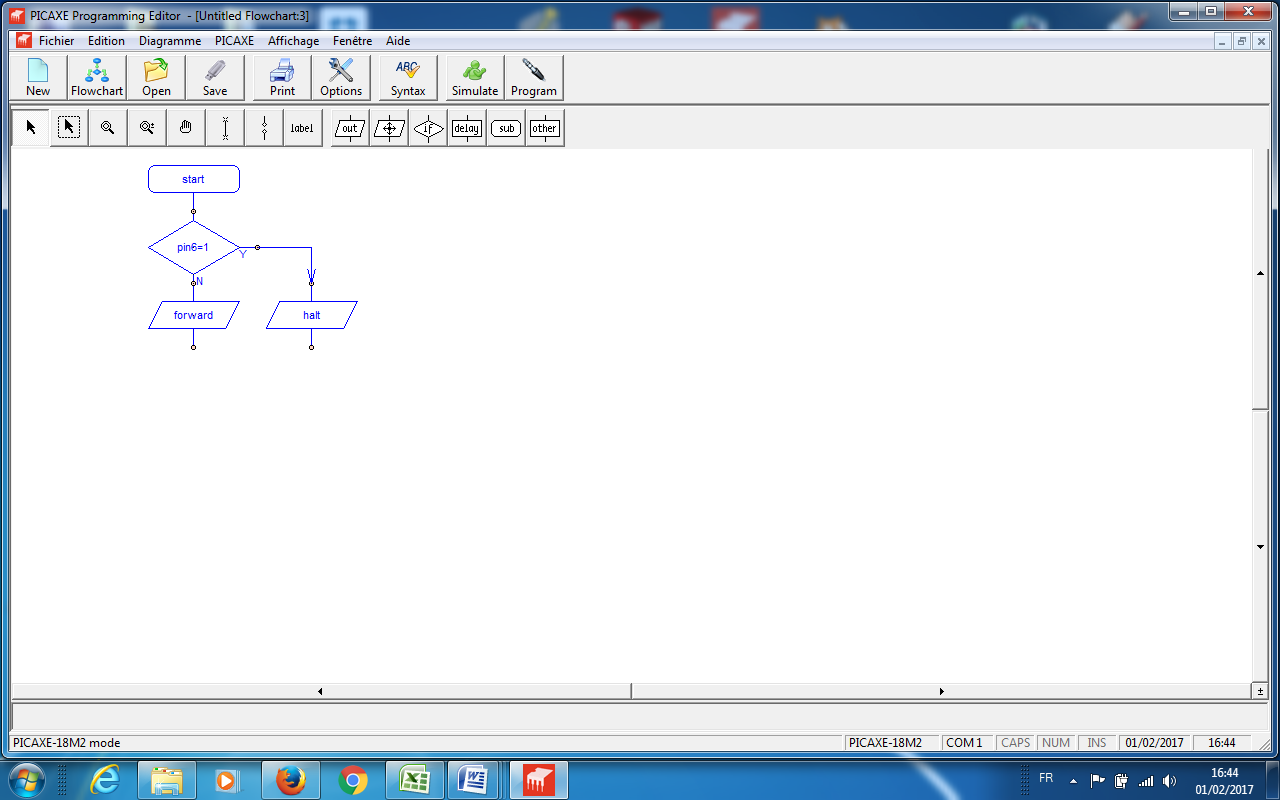 PICAXE Programming Editor - [Untitled Flowchart:3]
Fichier Edition Diagramme PICAXE Affichage Fenêtre Aide
New Flowchart Open Save Print Options ABC Syntax Simulate Program
label out if delay sub other
start
pin6=1
Y
N
forward halt
PICAXE-18M2 mode PICAXE-18M2 COM 1 CAPS NUM INS 01/02/2017 16:44
FR 16:44
01/02/2017